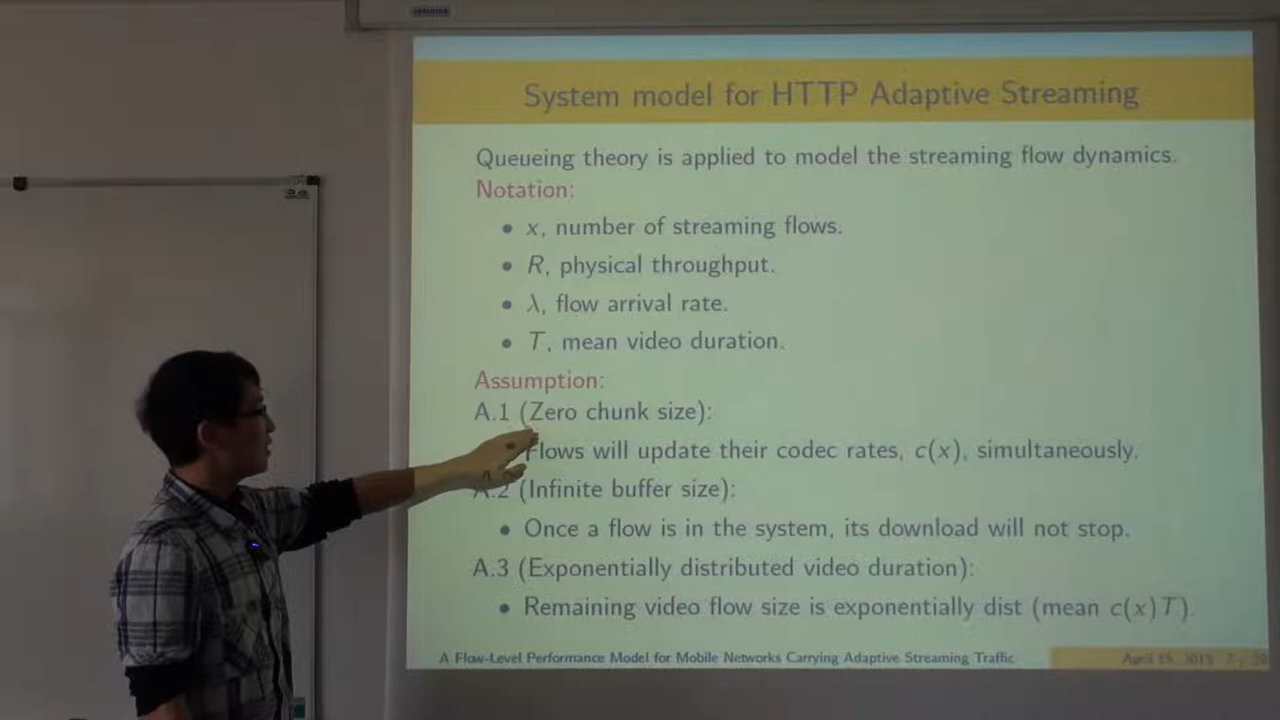 System model for HTTP Adaptive Streaming
Queueing theory is applied to model the streaming flow dynamics.
Notation:
• x, number of streaming flows.
• R, physical throughput.
• λ, flow arrival rate.
• T, mean video duration.
Assumption:
A.1 (Zero chunk size):
Flows will update their codec rates, c(x), simultaneously.
A.2 (Infinite buffer size):
• Once a flow is in the system, its download will not stop.
A.3 (Exponentially distributed video duration):
• Remaining video flow size is exponentially dist (mean c(x)T).
A Flow-Level Performance Model for Mobile Networks Carrying Adaptive Streaming Traffic
April